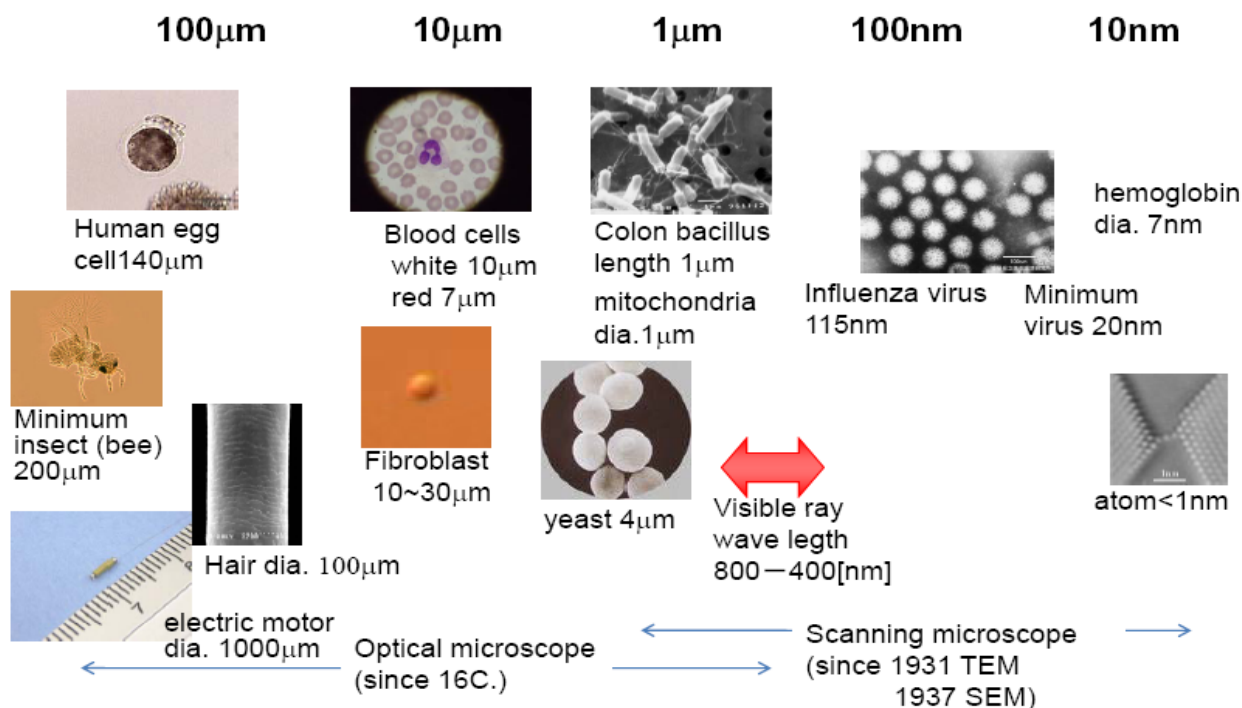 100μm
10μm
1μm
100nm
10nm
Human egg
cell140μm
Blood cells
white 10μm
red 7μm
Colon bacillus
length 1μm
mitochondria
dia.1μm
Influenza virus
115nm
Minimum
virus 20nm
hemoglobin
dia. 7nm
Minimum
insect (bee)
200μm
Hair dia. 100μm
Fibroblast
10~30μm
yeast 4μm
Visible ray
wave legth
800－400[nm]
1nm
atom<1nm
7
electric motor
dia. 1000μm
Optical microscope
(since 16C.)
Scanning microscope
(since 1931 TEM
1937 SEM)